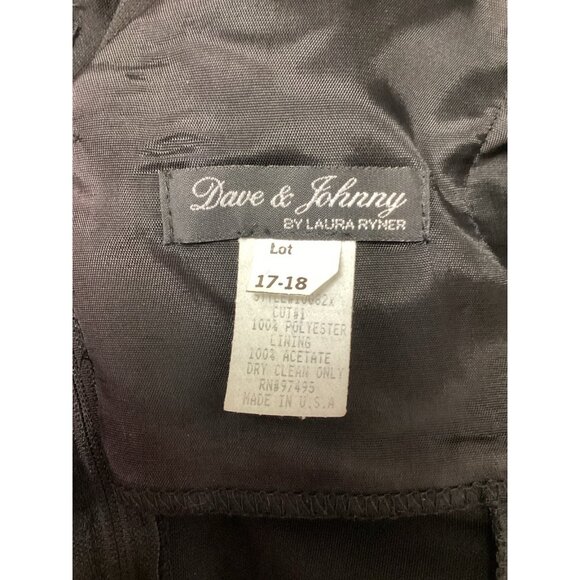 Dave & Johnny
BY LAURA RYNER
Lot
17-18
CUT#1
100% POLYESTER
LINING
100% ACETATE
DRY CLEAN ONLY
RN#97495
MADE IN U.S.A